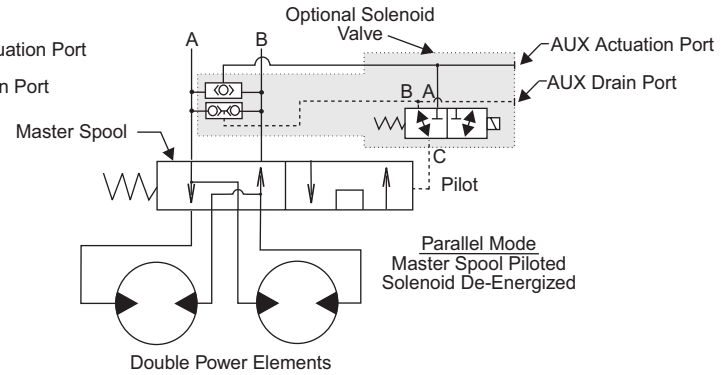 Optional Solenoid
Valve
A
B
uation Port
n Port
AUX Actuation Port
AUX Drain Port
B A
Master Spool
C
Pilot
Parallel Mode
Master Spool Piloted
Solenoid De-Energized
Double Power Elements